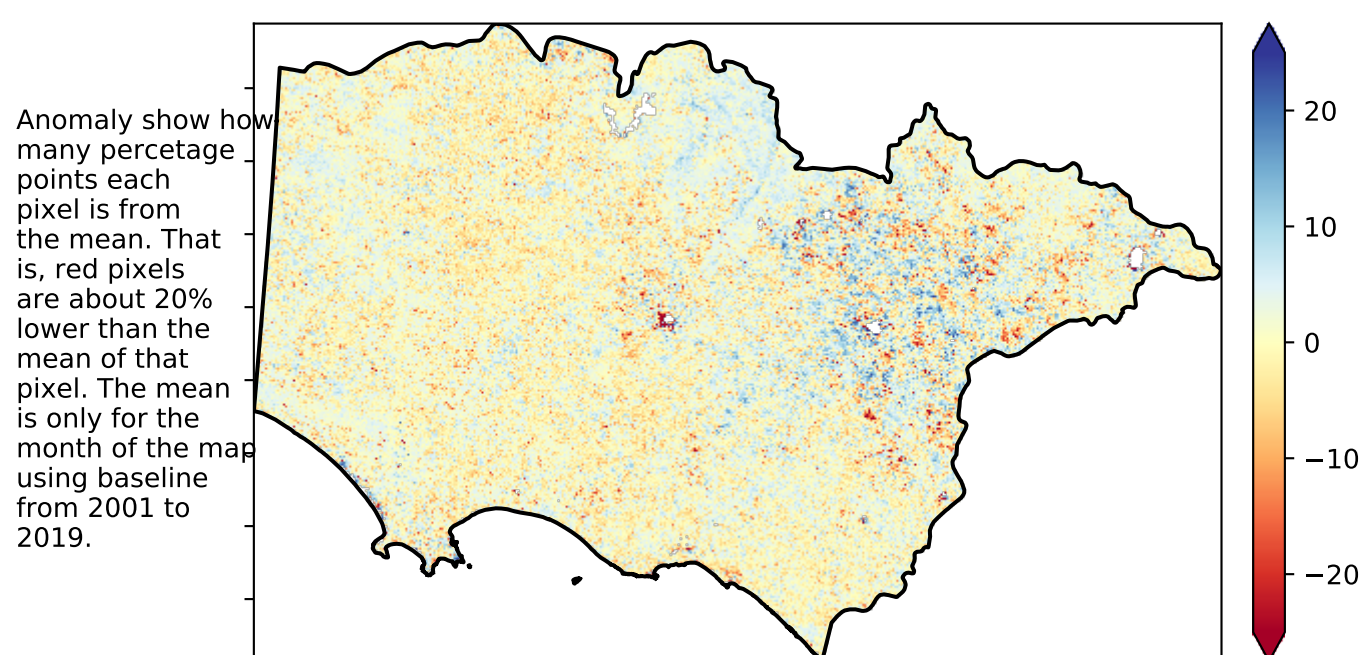 Anomaly show how
many percetage
points each
pixel is from
the mean. That
is, red pixels
are about 20%
lower than the
mean of that
pixel. The mean
is only for the
month of the map
using baseline
from 2001 to
2019.
20
10
0
−10
−20